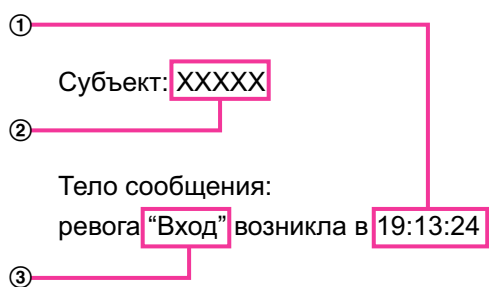 ①
Субъект: XXXXX
②
Тело сообщения:
ревога “Вход” возникла в 19:13:24
③